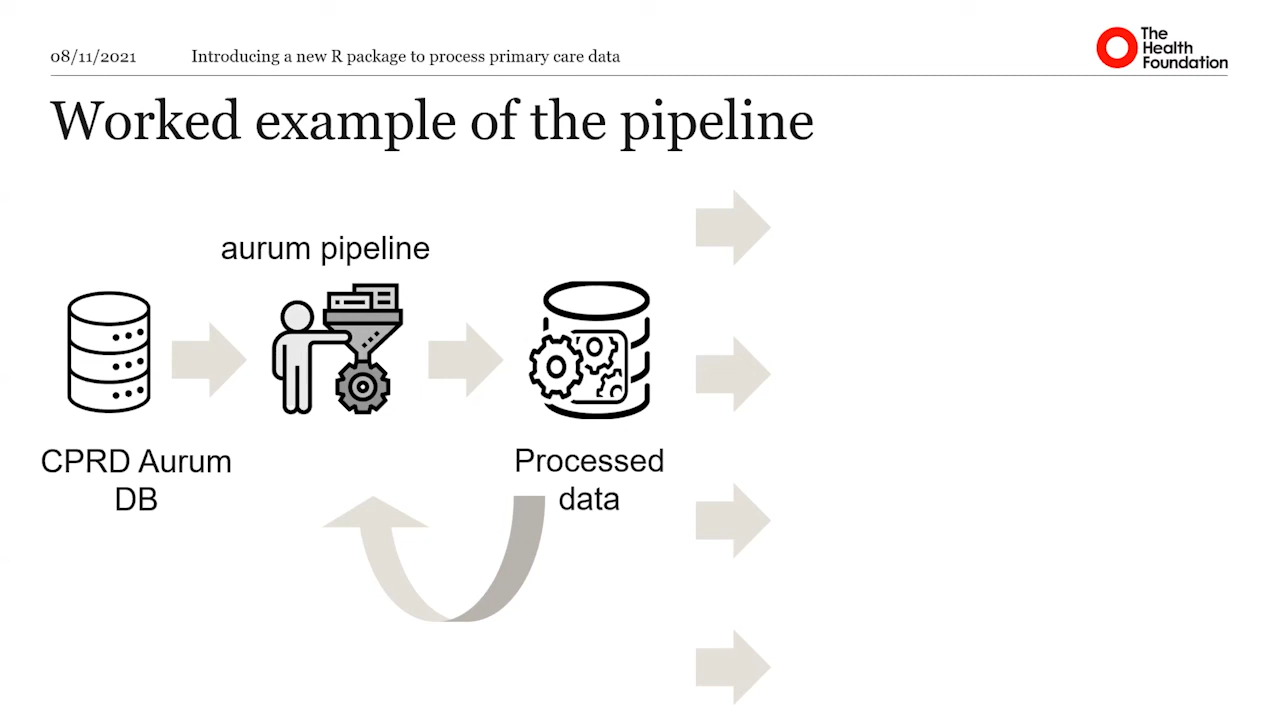 08/11/2021 Introducing a new R package to process primary care data
The
Health
Foundation
Worked example of the pipeline
aurum pipeline
CPRD Aurum
DB
Processed
data